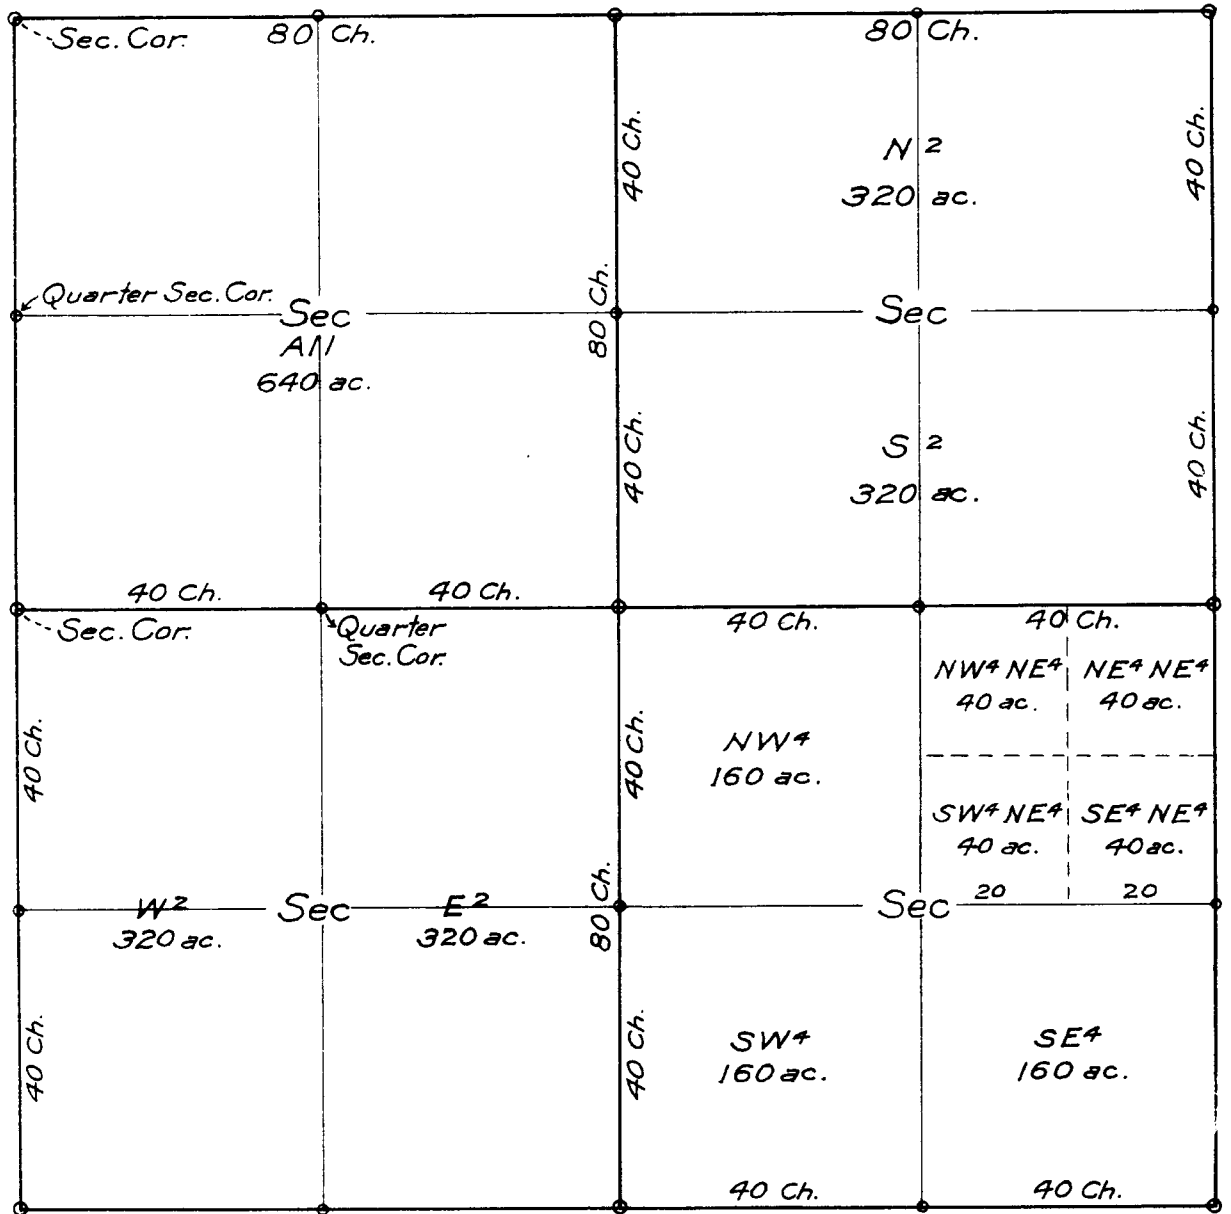 Sec. Cor.
80 Ch.
80 Ch.
40 Ch.
N 2
320 ac.
40 Ch.
Quarter Sec. Cor.
Sec
All
640 ac.
80 Ch.
Sec
40 Ch.
S 2
320 ac.
40 Ch.
40 Ch.
40 Ch.
Sec. Cor.
Quarter
Sec. Cor.
40 Ch.
40 Ch.
NW4 NE4
40 ac.
NE4 NE4
40 ac.
40 Ch.
40 Ch.
NW4
160 ac.
SW4 NE4
40 ac.
SE4 NE4
40 ac.
20
20
W2
320 ac.
Sec
E2
320 ac.
80 Ch.
Sec
40 Ch.
40 Ch.
SW4
160 ac.
SE4
160 ac.
40 Ch.
40 Ch.